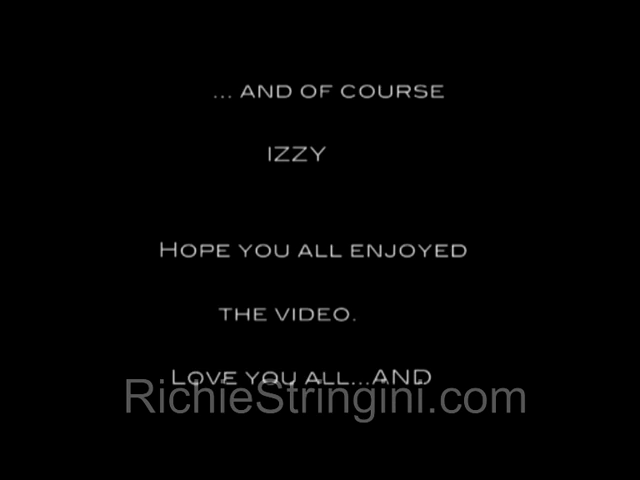 ... AND OF COURSE
IZZY
HOPE YOU ALL ENJOYED
THE VIDEO.
LOVE YOU ALL...AND
RichieStringini.com